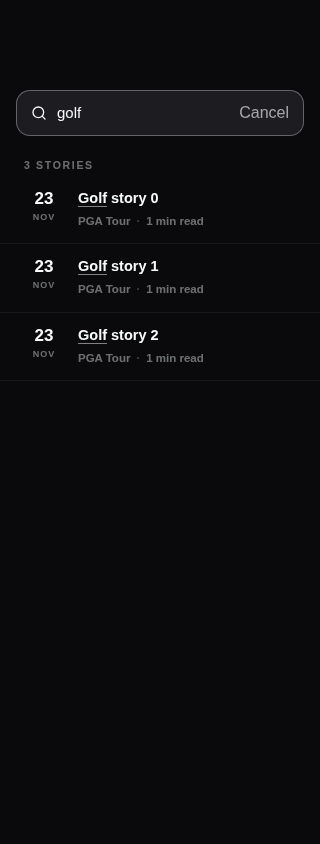 golf Cancel
3 STORIES
23 Golf story 0
NOV PGA Tour · 1 min read
23 Golf story 1
NOV PGA Tour · 1 min read
23 Golf story 2
NOV PGA Tour · 1 min read